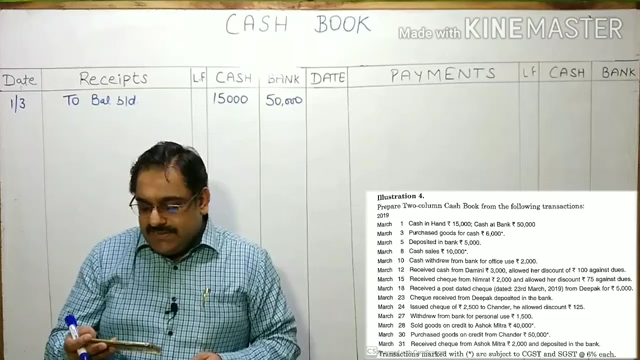 CASH BOOK
Made with KINEMASTER
Date Receipts L.F CASH BANK DATE PAYMENTS LF CASH BANK
1/3 To Bal b/d 15000 50,000
Illustration 4.
Prepare Two-column Cash Book from the following transactions:
2019
March 1 Cash in Hand ₹ 15,000; Cash at Bank ₹ 50,000
March 3 Purchased goods for cash ₹ 6,000*.
March 5 Deposited in bank ₹ 5,000.
March 8 Cash sales ₹ 10,000*.
March 10 Cash withdrew from bank for office use ₹ 2,000.
March 12 Received cash from Damini ₹ 3,000, allowed her discount of ₹ 100 against dues.
March 15 Received cheque from Nimrat ₹ 2,000 and allowed her discount ₹ 75 against dues.
March 18 Received a post dated cheque (dated: 23rd March, 2019) from Deepak for ₹ 5,000.
March 23 Cheque received from Deepak deposited in the bank.
March 24 Issued cheque of ₹ 2,500 to Chander, he allowed discount ₹ 125.
March 27 Withdrew from bank for personal use ₹ 1,500.
March 28 Sold goods on credit to Ashok Mitra ₹ 40,000*.
March 30 Purchased goods on credit from Chander ₹ 50,000*.
March 31 Received cheque from Ashok Mitra ₹ 2,000 and deposited in the bank.
Transactions marked with (*) are subject to CGST and SGST @ 6% each.